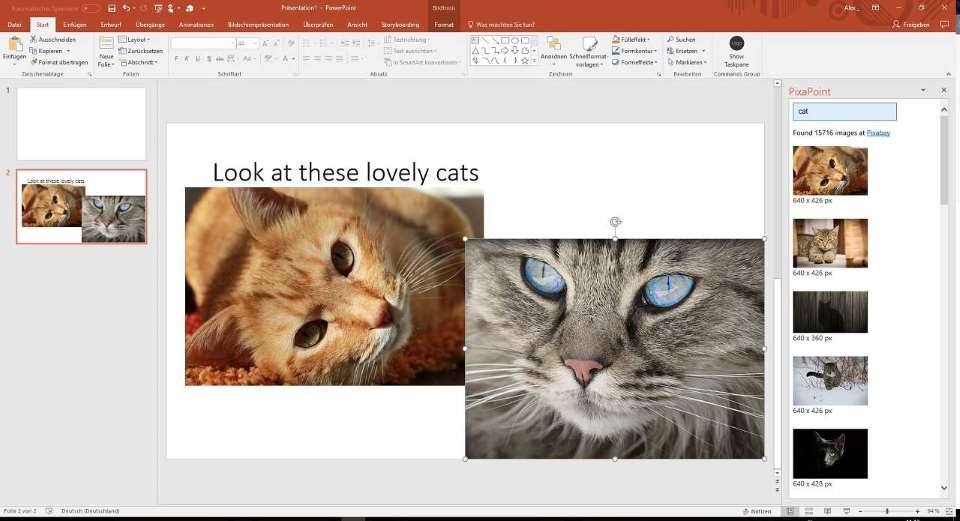 Automatisches Speichern
Präsentation1 - PowerPoint
Bildtools
Alex_
Datei Start Einfügen Entwurf Übergänge Animationen Bildschirmpräsentation Überprüfen Ansicht Storyboarding Format Was möchten Sie tun? Freigeben
Einfügen
Ausschneiden
Kopieren
Format übertragen
Zwischenablage
Neue
Folie
Layout
Zurücksetzen
Abschnitt
Folien
44
F K U S
Schriftart
Textrichtung
Text ausrichten
In SmartArt konvertieren
Absatz
Anordnen
Schnellformat-
vorlagen
Fülleffekt
Formkontur
Formeffekte
Zeichnen
Suchen
Ersetzen
Markieren
Bearbeiten
Show
Taskpane
Commands Group
1
2
Look at these lovely cats
Look at these lovely cats
PixaPoint
cat
Found 15716 images at Pixabay
640 x 426 px
640 x 426 px
640 x 360 px
640 x 426 px
640 x 428 px
Folie 2 von 2 Deutsch (Deutschland) Notizen 94%